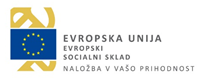 EVROPSKA UNIJA
EVROPSKI
SOCIALNI SKLAD
NALOŽBA V VAŠO PRIHODNOST